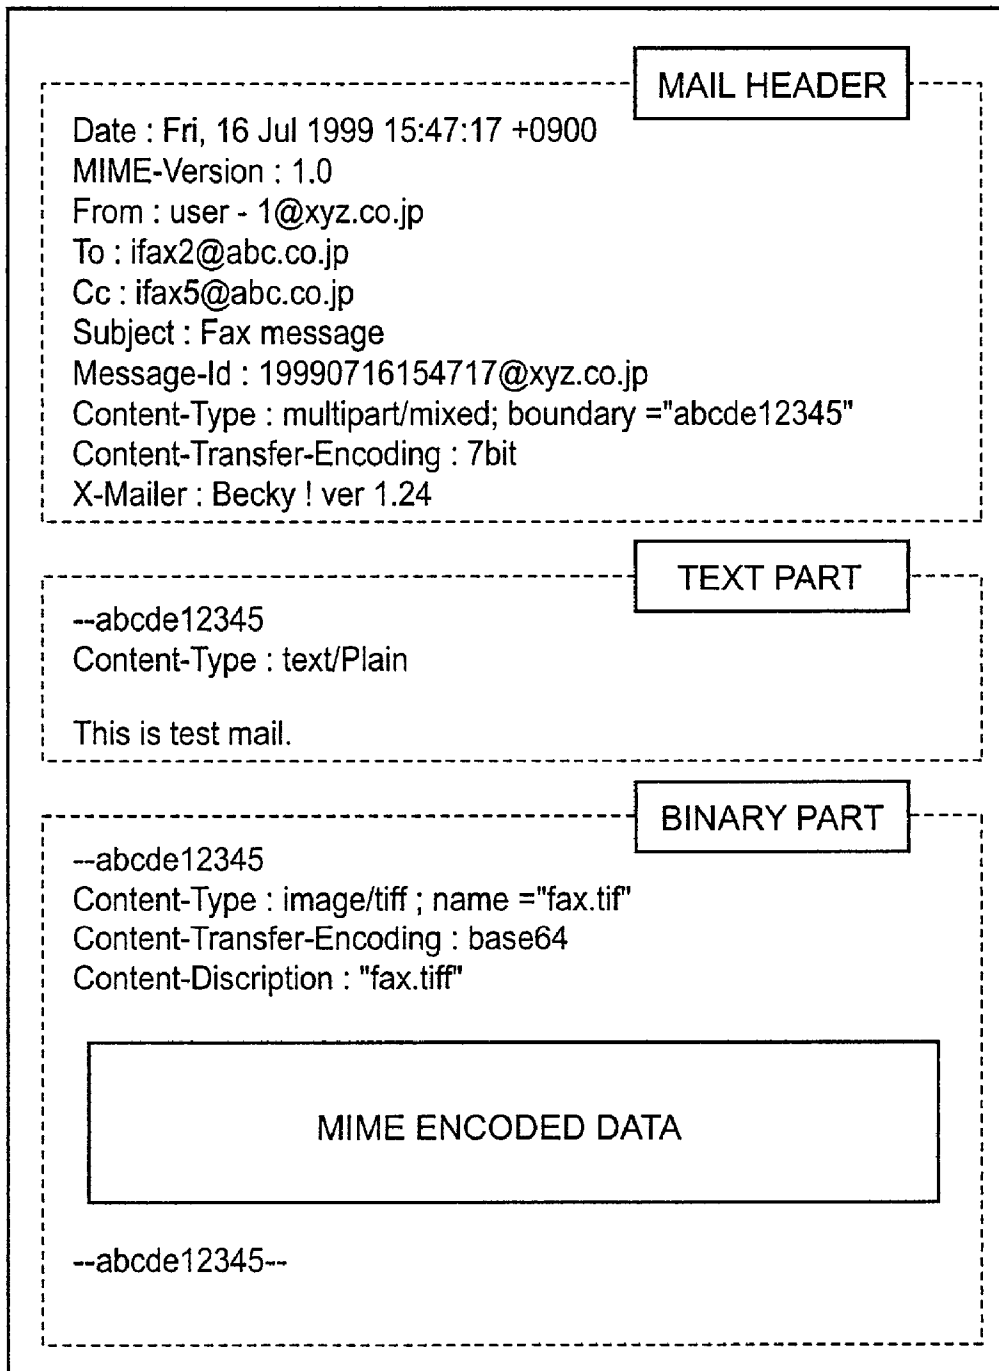 MAIL HEADER
Date : Fri, 16 Jul 1999 15:47:17 +0900
MIME-Version : 1.0
From : user - 1@xyz.co.jp
To : ifax2@abc.co.jp
Cc : ifax5@abc.co.jp
Subject : Fax message
Message-Id : 19990716154717@xyz.co.jp
Content-Type : multipart/mixed; boundary ="abcde12345"
Content-Transfer-Encoding : 7bit
X-Mailer : Becky ! ver 1.24
TEXT PART
--abcde12345
Content-Type : text/Plain
This is test mail.
BINARY PART
--abcde12345
Content-Type : image/tiff ; name ="fax.tif"
Content-Transfer-Encoding : base64
Content-Discription : "fax.tiff"
MIME ENCODED DATA
--abcde12345--